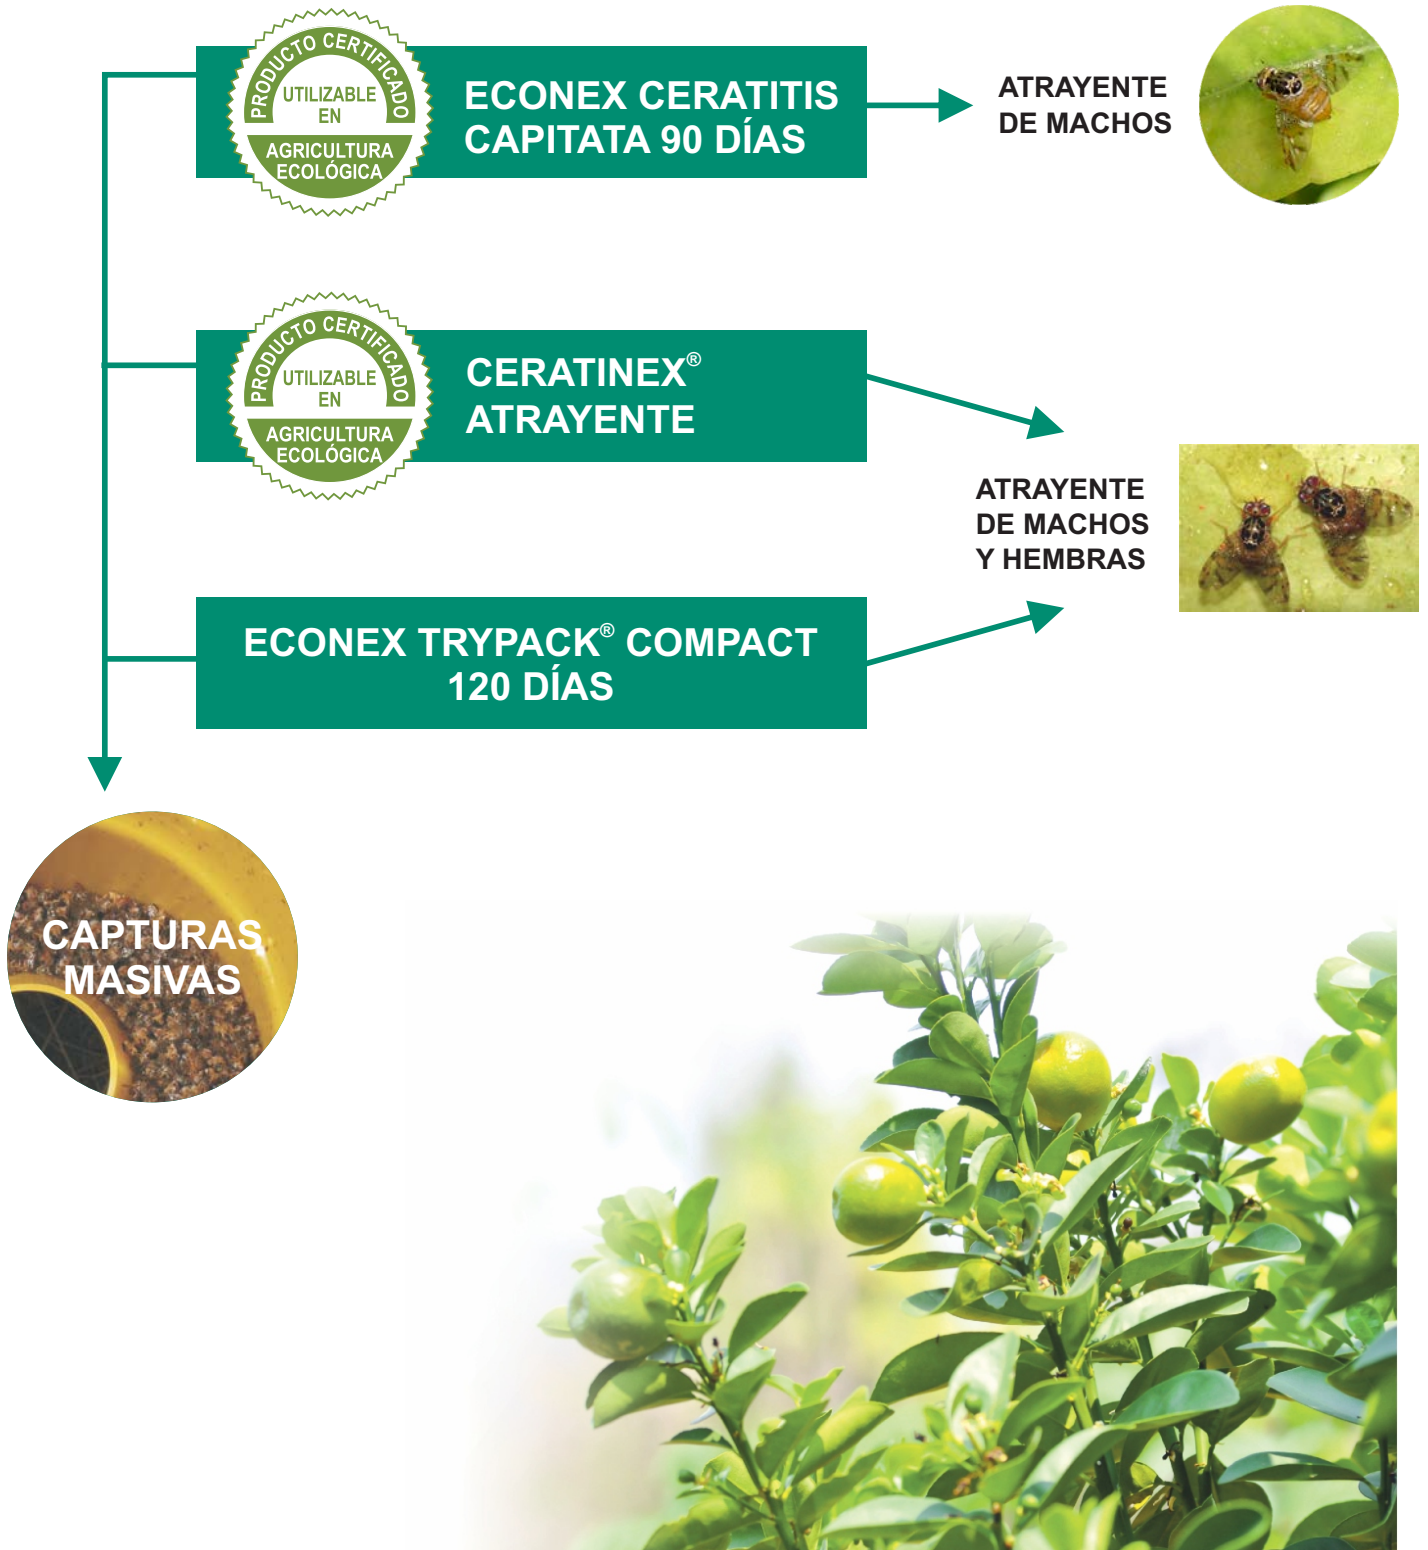 PRODUCTO CERTIFICADO
UTILIZABLE
EN
AGRICULTURA
ECOLÓGICA
ECONEX CERATITIS
CAPITATA 90 DÍAS
ATRAYENTE
DE MACHOS
PRODUCTO CERTIFICADO
UTILIZABLE
EN
AGRICULTURA
ECOLÓGICA
CERATINEX®
ATRAYENTE
ATRAYENTE
DE MACHOS
Y HEMBRAS
ECONEX TRYPACK® COMPACT
120 DÍAS
CAPTURAS
MASIVAS